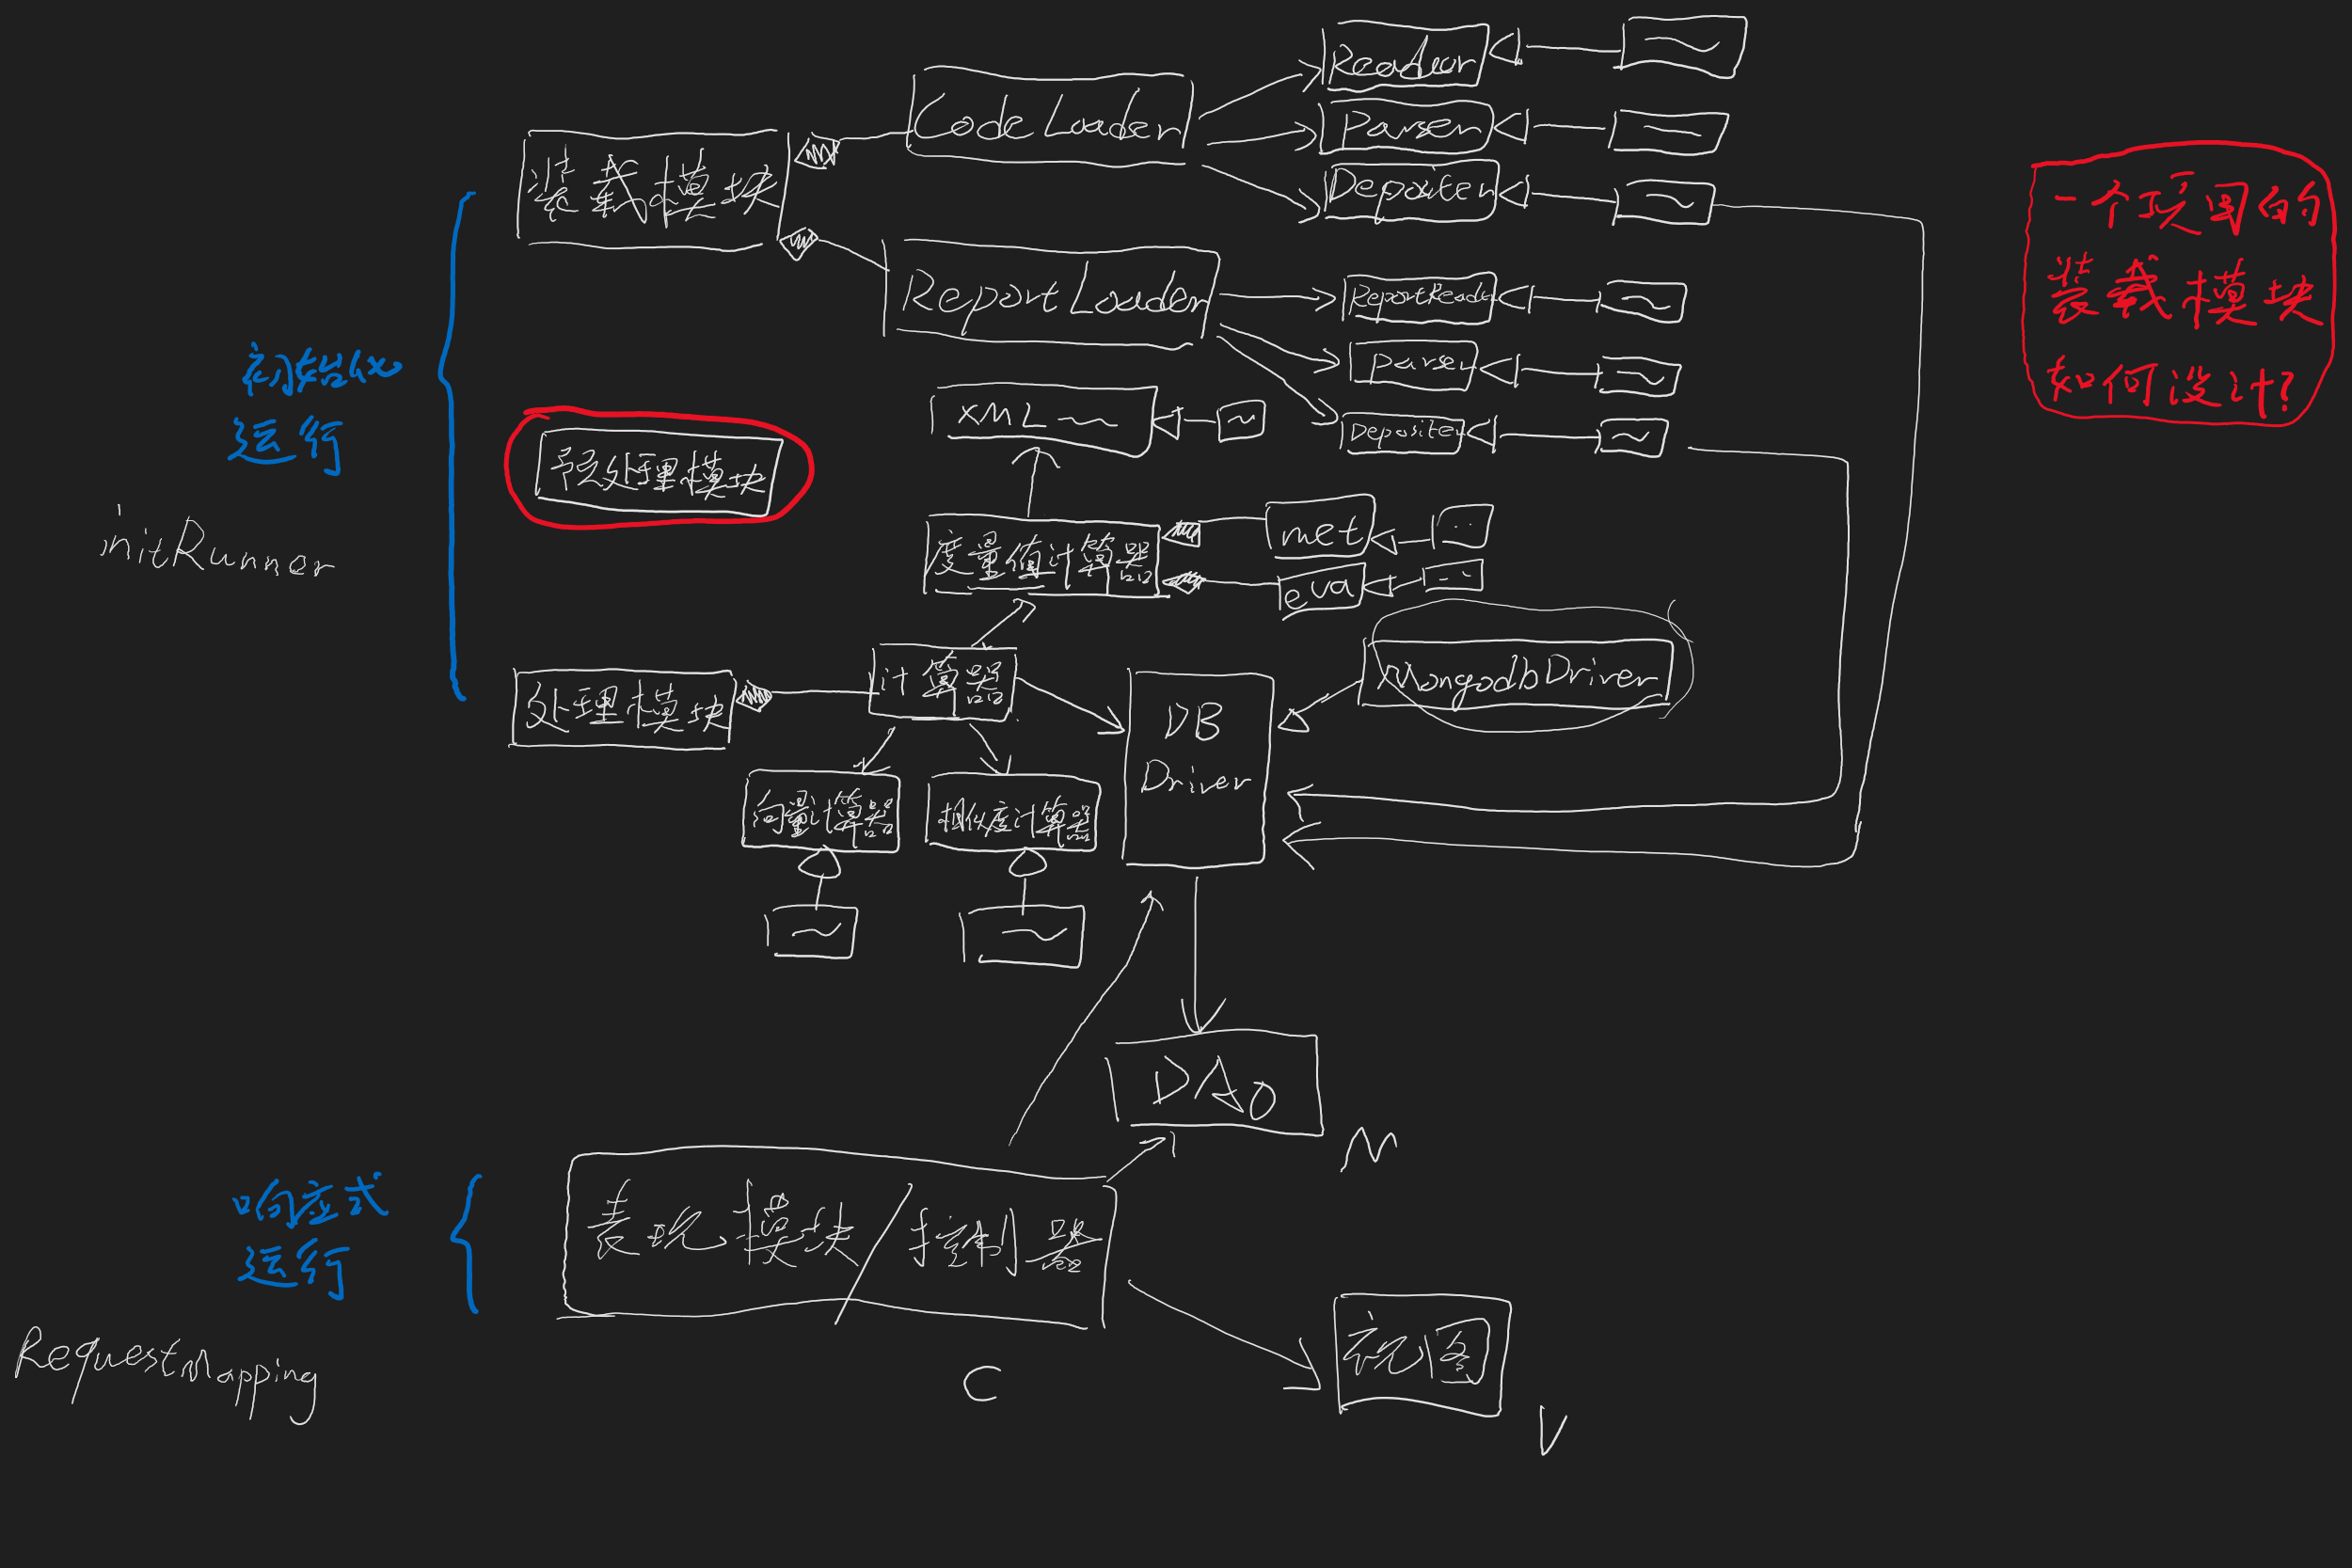 Reader
Code Loader
Parser
装载模块
Depositer
一个灵活的
装载模块
如何设计?
Report Loader
ReportReader
初始化
运行
Parser
XML
Depositer
预处理模块
initRunner
度量值计算器
met
eva
计算器
MongodbDriver
处理模块
DB
Driver
向量计算器
相似度计算器
DAO
M
响应式
运行
表现模块/控制器
RequestMapping
C
视图
V